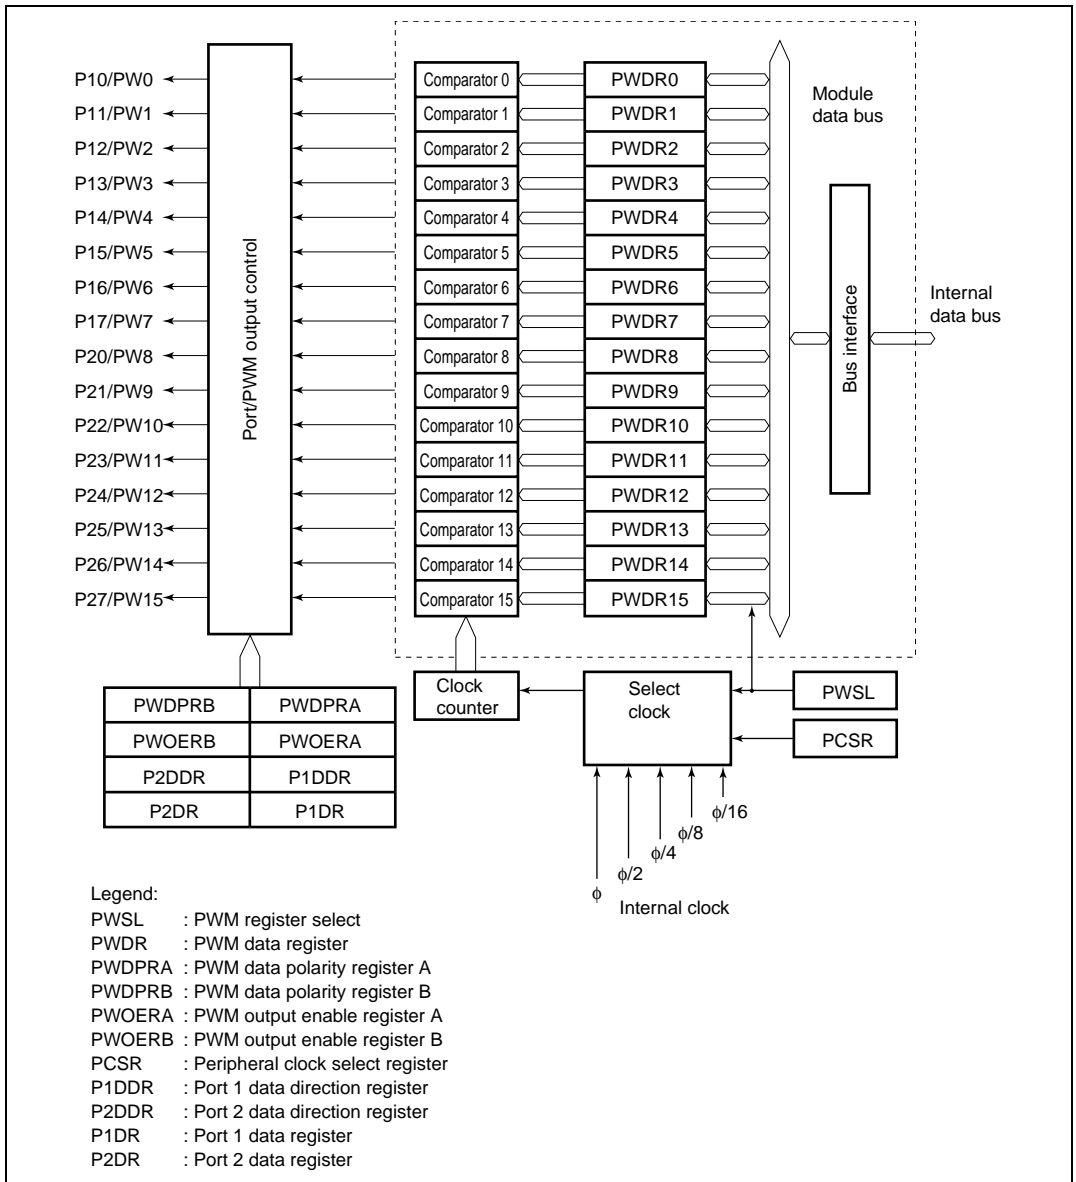 P10/PW0
P11/PW1
P12/PW2
P13/PW3
P14/PW4
P15/PW5
P16/PW6
P17/PW7
P20/PW8
P21/PW9
P22/PW10
P23/PW11
P24/PW12
P25/PW13
P26/PW14
P27/PW15
Port/PWM output control
Comparator 0
Comparator 1
Comparator 2
Comparator 3
Comparator 4
Comparator 5
Comparator 6
Comparator 7
Comparator 8
Comparator 9
Comparator 10
Comparator 11
Comparator 12
Comparator 13
Comparator 14
Comparator 15
PWDR0
PWDR1
PWDR2
PWDR3
PWDR4
PWDR5
PWDR6
PWDR7
PWDR8
PWDR9
PWDR10
PWDR11
PWDR12
PWDR13
PWDR14
PWDR15
Module
data bus
Bus interface
Internal
data bus
PWDPRB PWDPRA
PWOERB PWOERA
P2DDR P1DDR
P2DR P1DR
Clock
counter
Select
clock
PWSL
PCSR
ϕ
ϕ/2
ϕ/4
ϕ/8
ϕ/16
Internal clock
Legend:
PWSL : PWM register select
PWDR : PWM data register
PWDPRA : PWM data polarity register A
PWDPRB : PWM data polarity register B
PWOERA : PWM output enable register A
PWOERB : PWM output enable register B
PCSR : Peripheral clock select register
P1DDR : Port 1 data direction register
P2DDR : Port 2 data direction register
P1DR : Port 1 data register
P2DR : Port 2 data register